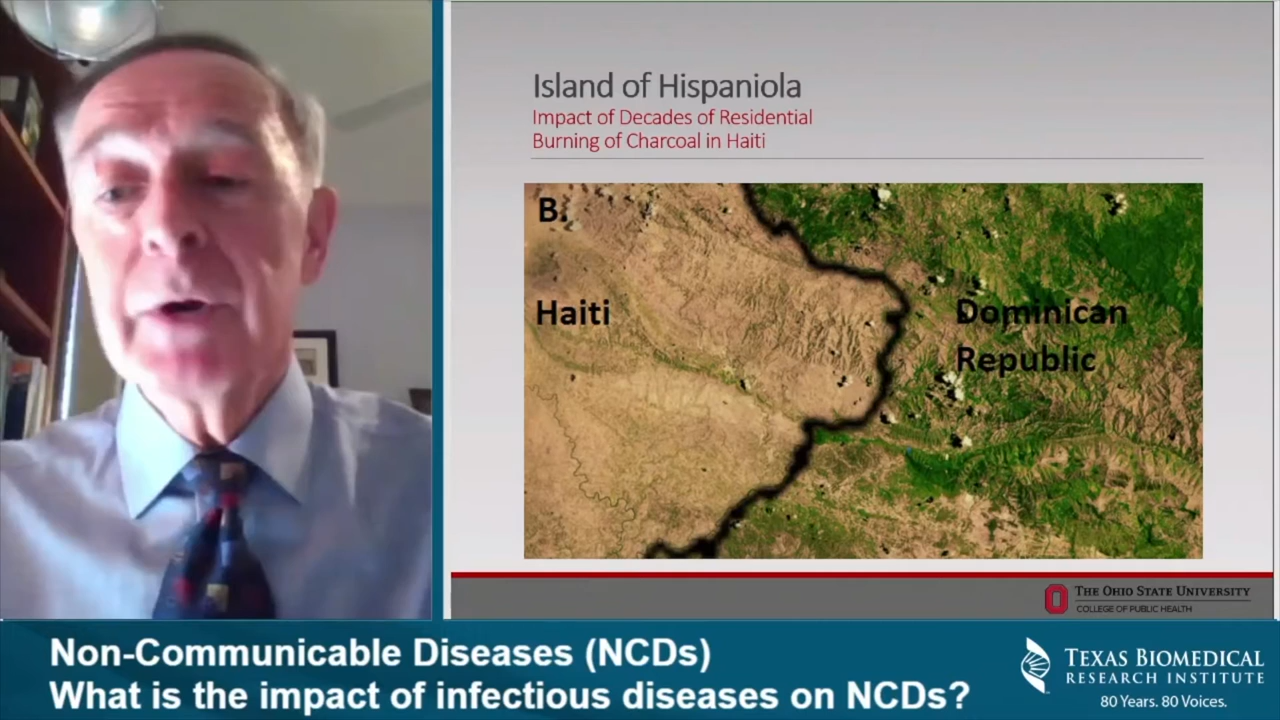 Island of Hispaniola
Impact of Decades of Residential
Burning of Charcoal in Haiti
B.
Haiti
Dominican
Republic
THE OHIO STATE UNIVERSITY
COLLEGE OF PUBLIC HEALTH
Non-Communicable Diseases (NCDs)
What is the impact of infectious diseases on NCDs?
TEXAS BIOMEDICAL
RESEARCH INSTITUTE
80 Years. 80 Voices.